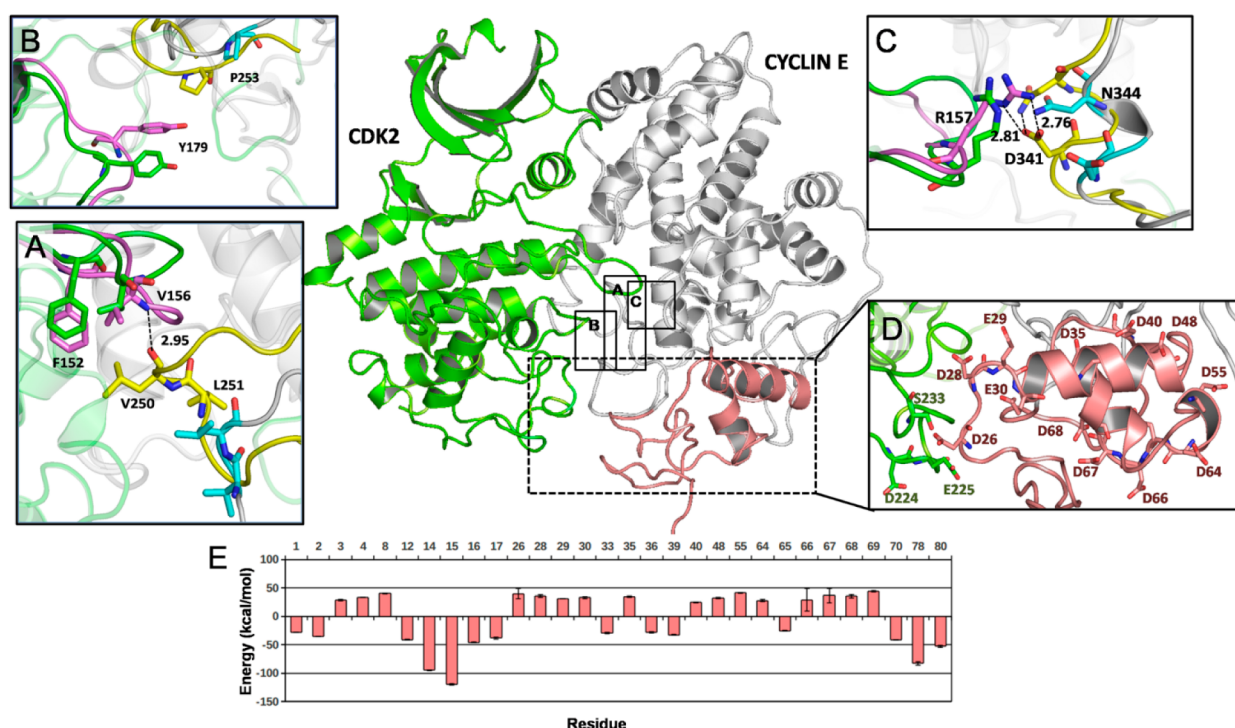 B
P253
Y179
A
V156
2.95
F152
L251
V250
CDK2
CYCLIN E
A
C
B
C
R157
N344
2.76
2.81
D341
D
E29
D35
D40
D48
D28
D55
S233
E30
D26
D68
D67
D64
D224
E225
D66
E
1 2 3 4 8 12 14 15 16 17 26 28 29 30 33 35 36 39 40 48 55 64 65 66 67 68 69 70 78 80
100
50
0
-50
-100
-150
Energy (kcal/mol)
Residue